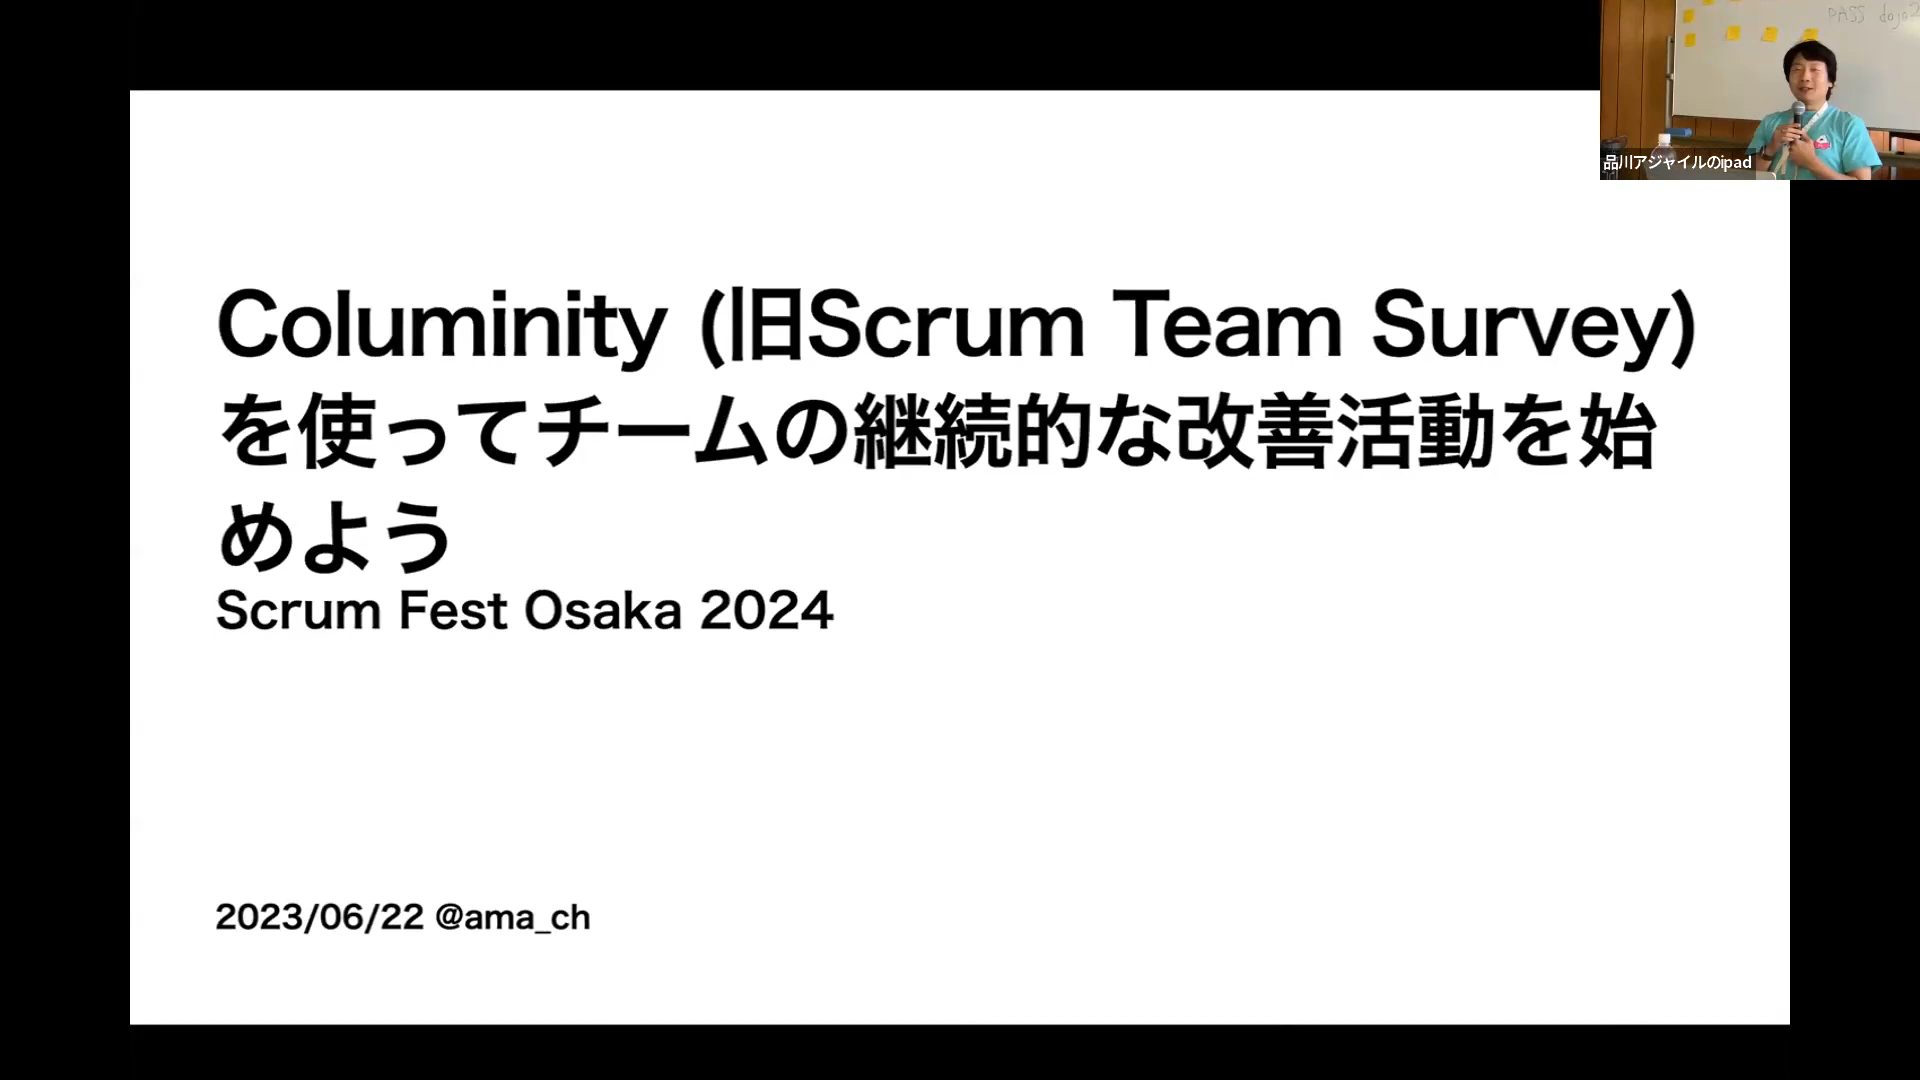 Columinity (旧Scrum Team Survey)
を使ってチームの継続的な改善活動を始
めよう
Scrum Fest Osaka 2024
2023/06/22 @ama_ch
品川アジャイルのipad
PASS dojo